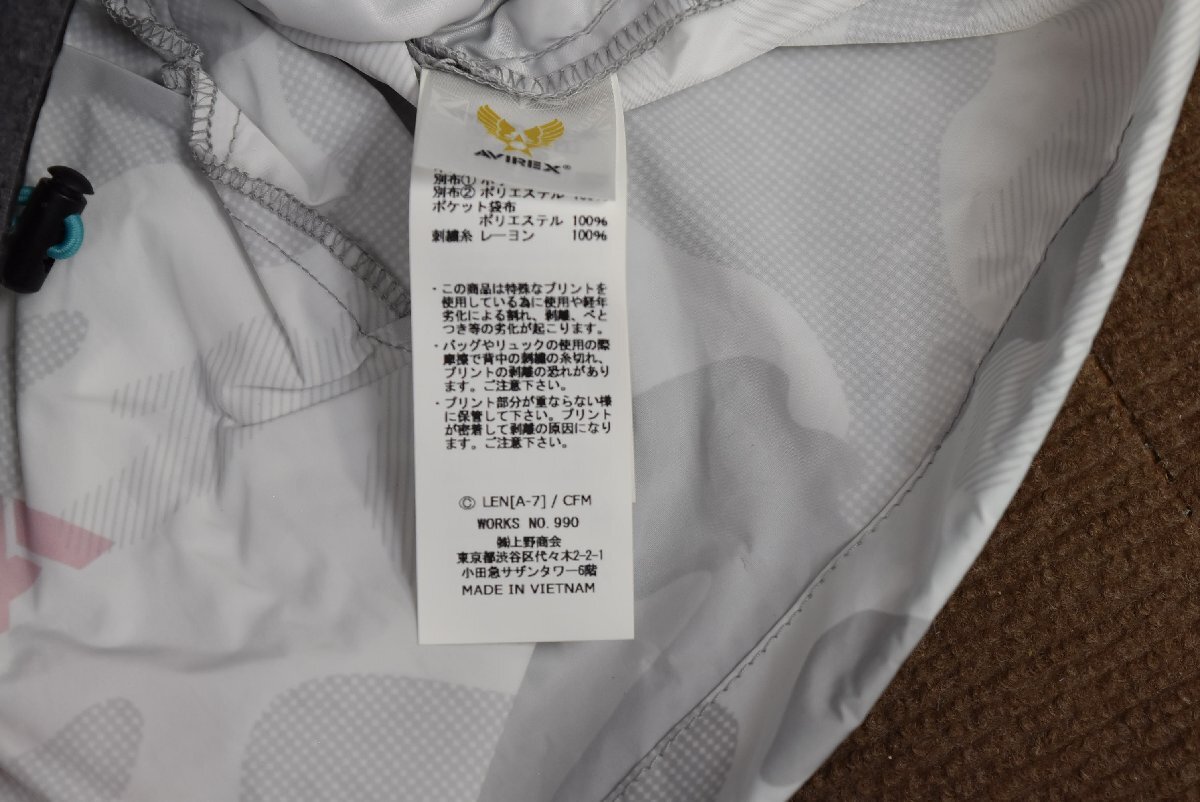 AVIREX®
別布①
別布② ポリエステル
ポケット袋布
ポリエステル 100%
刺繍糸 レーヨン 100%
・この商品は特殊なプリントを
使用している為に使用や経年
劣化による割れ、剥離、べと
つき等の劣化が起こります。
・バッグやリュックの使用の際
摩擦で背中の刺繍の糸切れ、
プリントの剥離の恐れがあり
ます。ご注意下さい。
・プリント部分が重ならない様
に保管して下さい。プリント
が密着して剥離の原因になり
ます。ご注意下さい。
© LEN[A-7] / CFM
WORKS NO. 990
㈱上野商会
東京都渋谷区代々木2-2-1
小田急サザンタワー6階
MADE IN VIETNAM